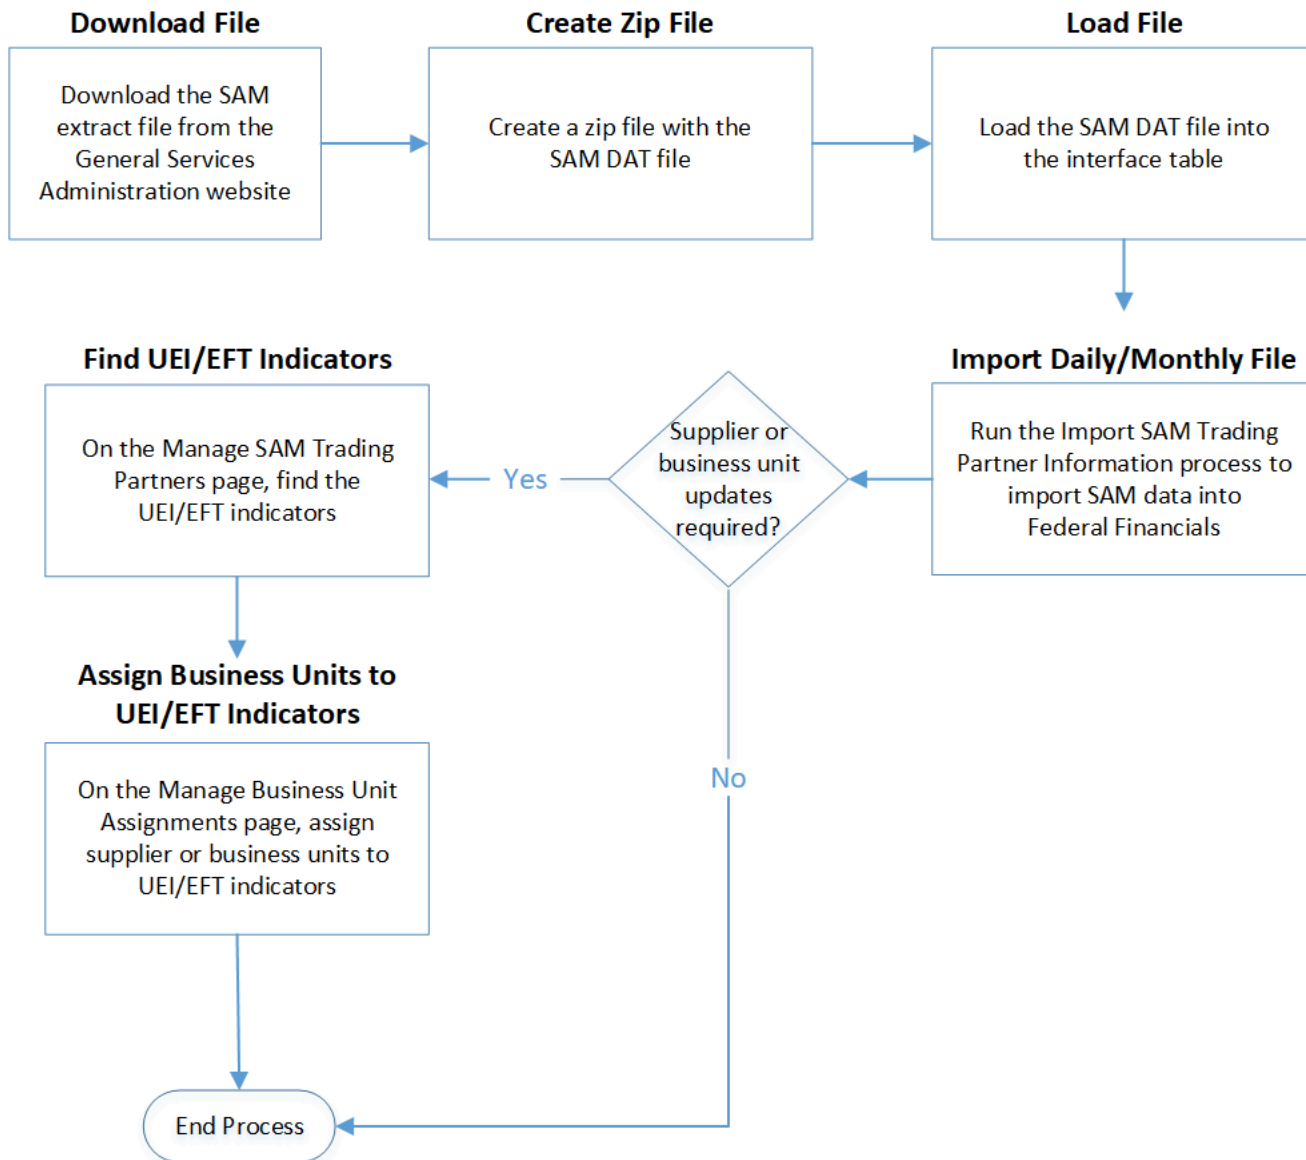 Download File
Download the SAM
extract file from the
General Services
Administration website
Create Zip File
Create a zip file with the
SAM DAT file
Load File
Load the SAM DAT file into
the interface table
Import Daily/Monthly File
Run the Import SAM Trading
Partner Information process to
import SAM data into
Federal Financials
Supplier or
business unit
updates
required?
Yes
No
Find UEI/EFT Indicators
On the Manage SAM Trading
Partners page, find the
UEI/EFT indicators
Assign Business Units to
UEI/EFT Indicators
On the Manage Business Unit
Assignments page, assign
supplier or business units to
UEI/EFT indicators
End Process